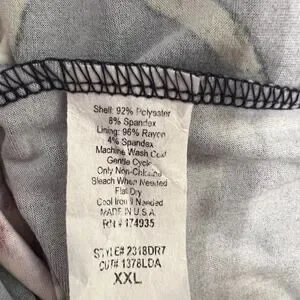 Shell: 92% Polyester
8% Spandex
Lining: 96% Rayon
4% Spandex
Machine Wash Cold
Gentle Cycle
Only Non-Chlorine
Bleach When Needed
Flat Dry
Cool Iron If Needed
MADE IN U.S.A.
RN # 174935
STYLE# 2318DR7
CUT# 1378LDA
XXL